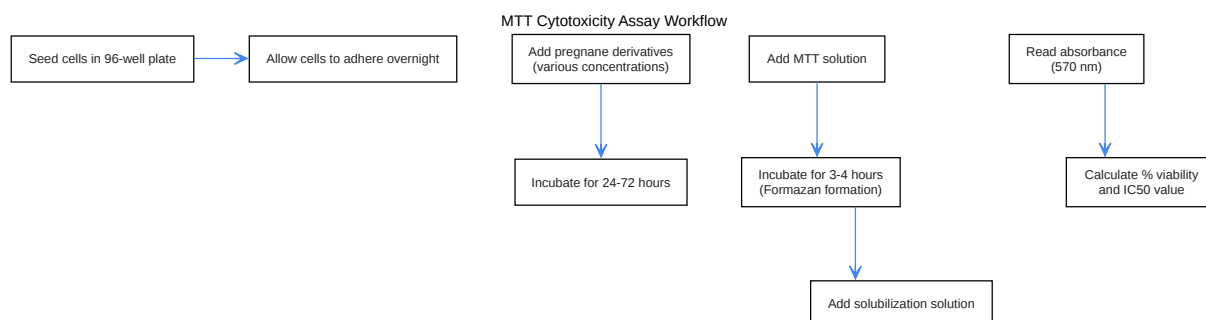 MTT Cytotoxicity Assay Workflow
Seed cells in 96-well plate
Allow cells to adhere overnight
Add pregnane derivatives
(various concentrations)
Incubate for 24-72 hours
Add MTT solution
Incubate for 3-4 hours
(Formazan formation)
Add solubilization solution
Read absorbance
(570 nm)
Calculate % viability
and IC50 value